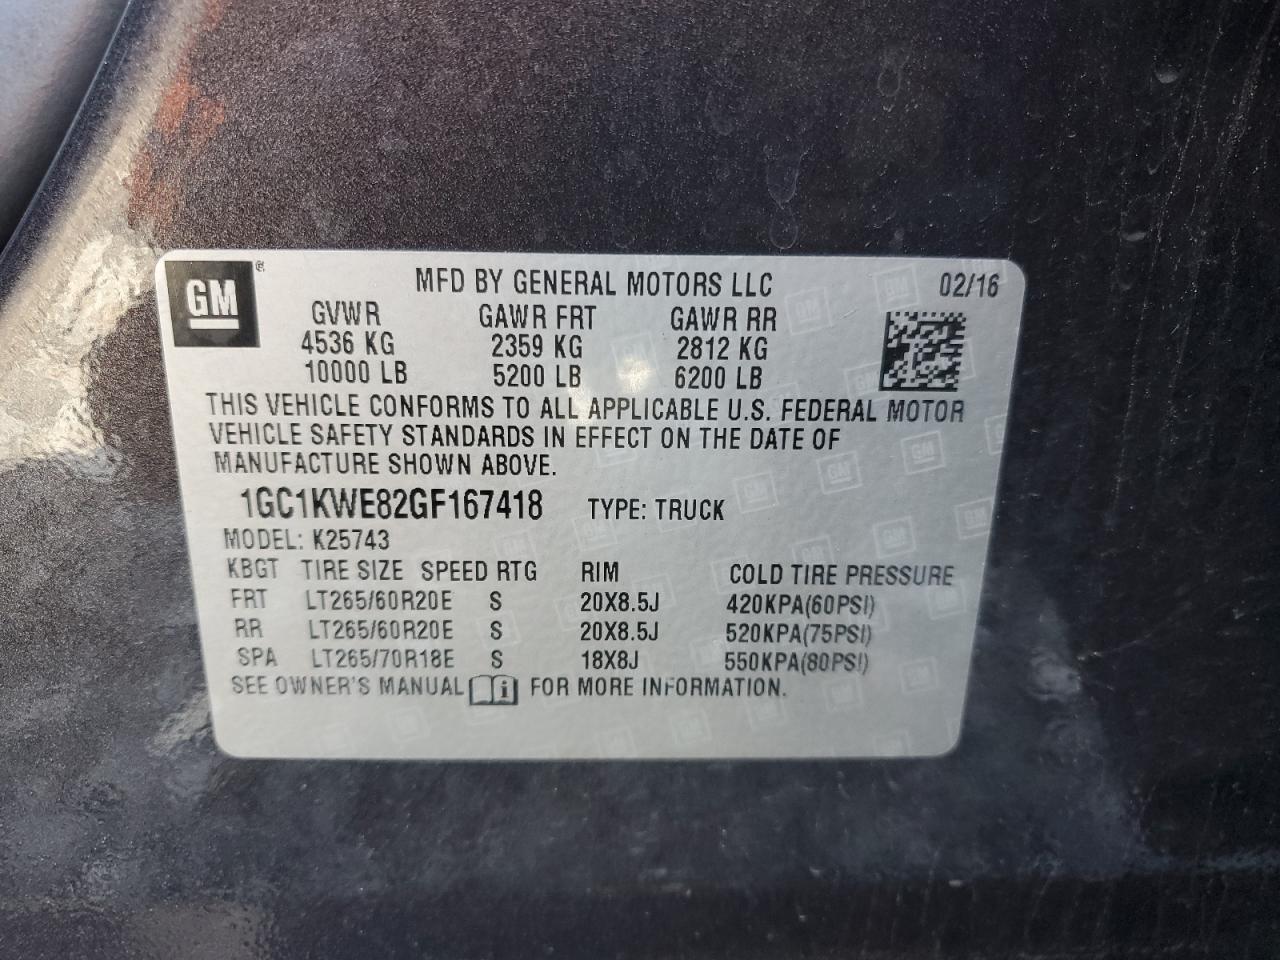 GM
MFD BY GENERAL MOTORS LLC 02/16
GVWR GAWR FRT GAWR RR
4536 KG 2359 KG 2812 KG
10000 LB 5200 LB 6200 LB
THIS VEHICLE CONFORMS TO ALL APPLICABLE U.S. FEDERAL MOTOR
VEHICLE SAFETY STANDARDS IN EFFECT ON THE DATE OF
MANUFACTURE SHOWN ABOVE.
1GC1KWE82GF167418 TYPE: TRUCK
MODEL: K25743
KBGT TIRE SIZE SPEED RTG RIM COLD TIRE PRESSURE
FRT LT265/60R20E S 20X8.5J 420KPA(60PSI)
RR LT265/60R20E S 20X8.5J 520KPA(75PSI)
SPA LT265/70R18E S 18X8J 550KPA(80PSI)
SEE OWNER'S MANUAL i FOR MORE INFORMATION.